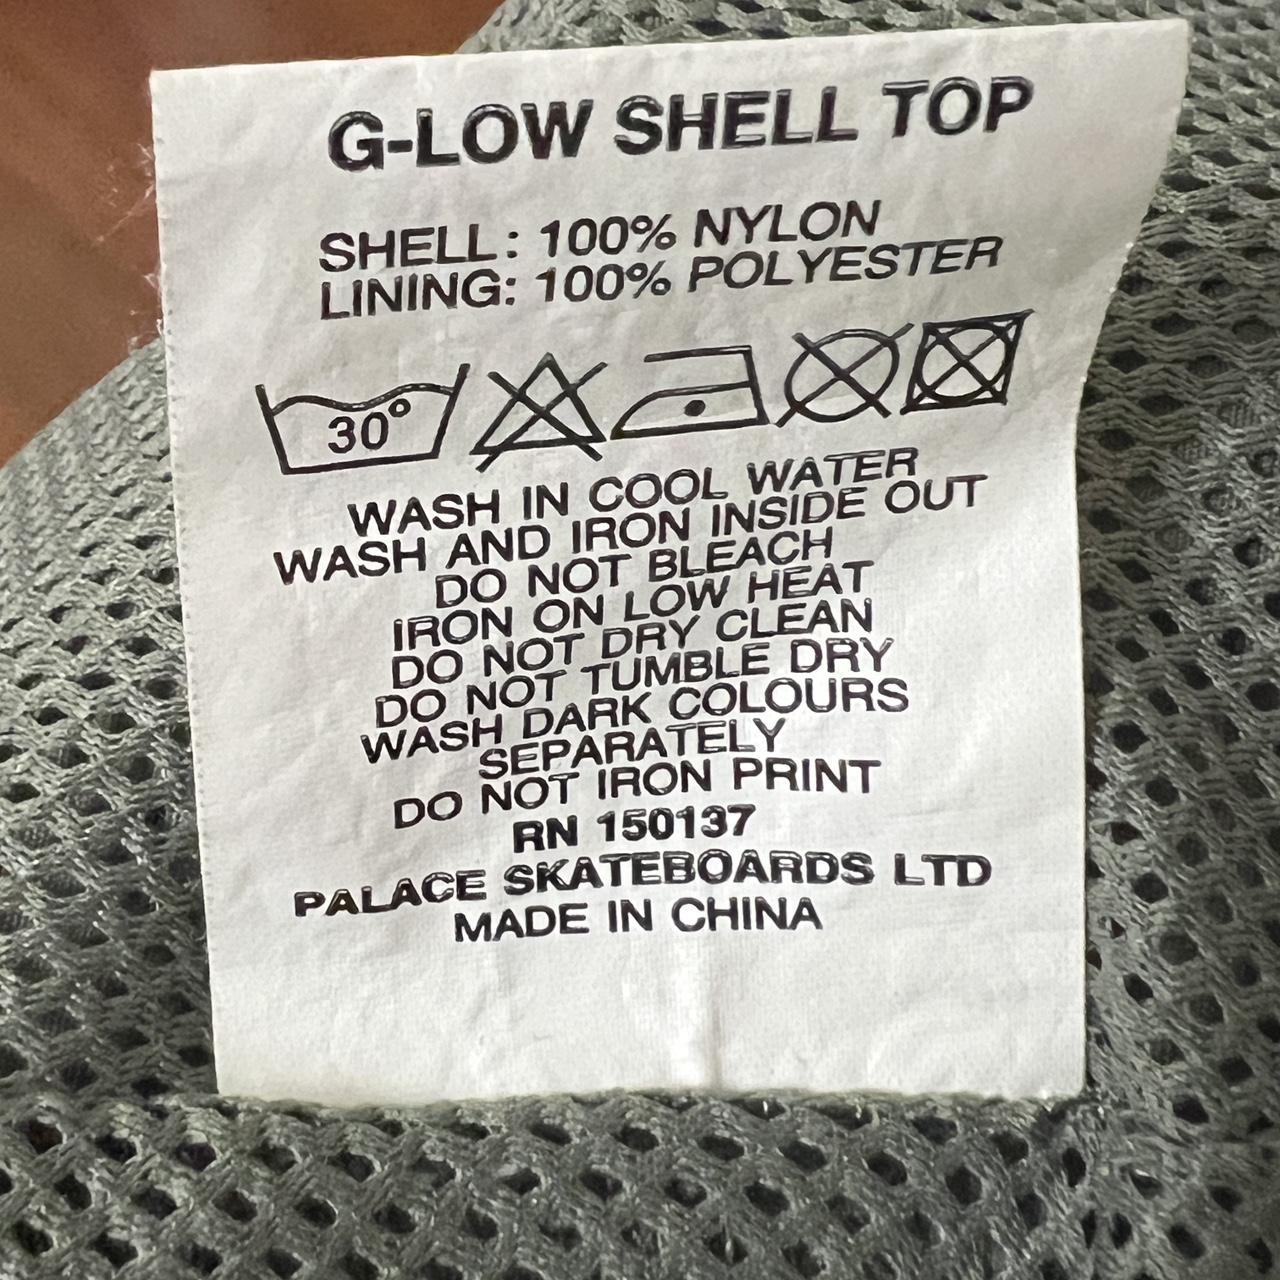 G-LOW SHELL TOP
SHELL: 100% NYLON
LINING: 100% POLYESTER
30°
WASH IN COOL WATER
WASH AND IRON INSIDE OUT
DO NOT BLEACH
IRON ON LOW HEAT
DO NOT DRY CLEAN
DO NOT TUMBLE DRY
WASH DARK COLOURS
SEPARATELY
DO NOT IRON PRINT
RN 150137
PALACE SKATEBOARDS LTD
MADE IN CHINA